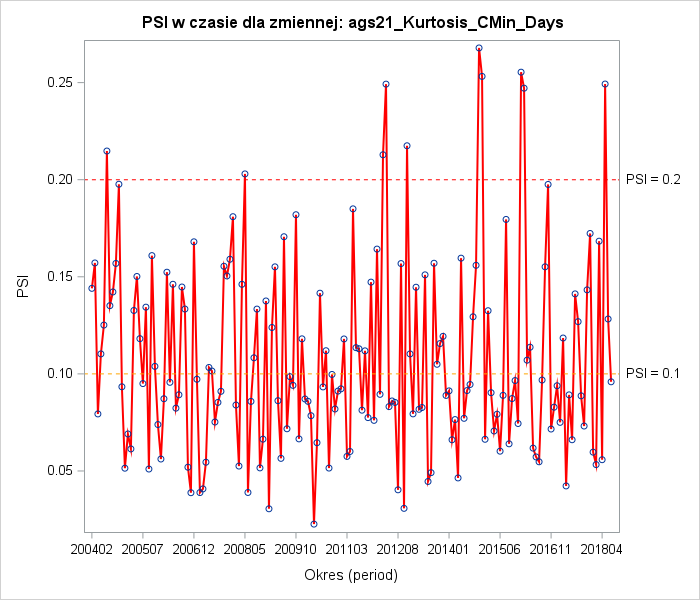 PSI w czasie dla zmiennej: ags21_Kurtosis_CMin_Days
0.25
0.20
PSI = 0.2
0.15
PSI
0.10
PSI = 0.1
0.05
200402 200507 200612 200805 200910 201103 201208 201401 201506 201611 201804
Okres (period)